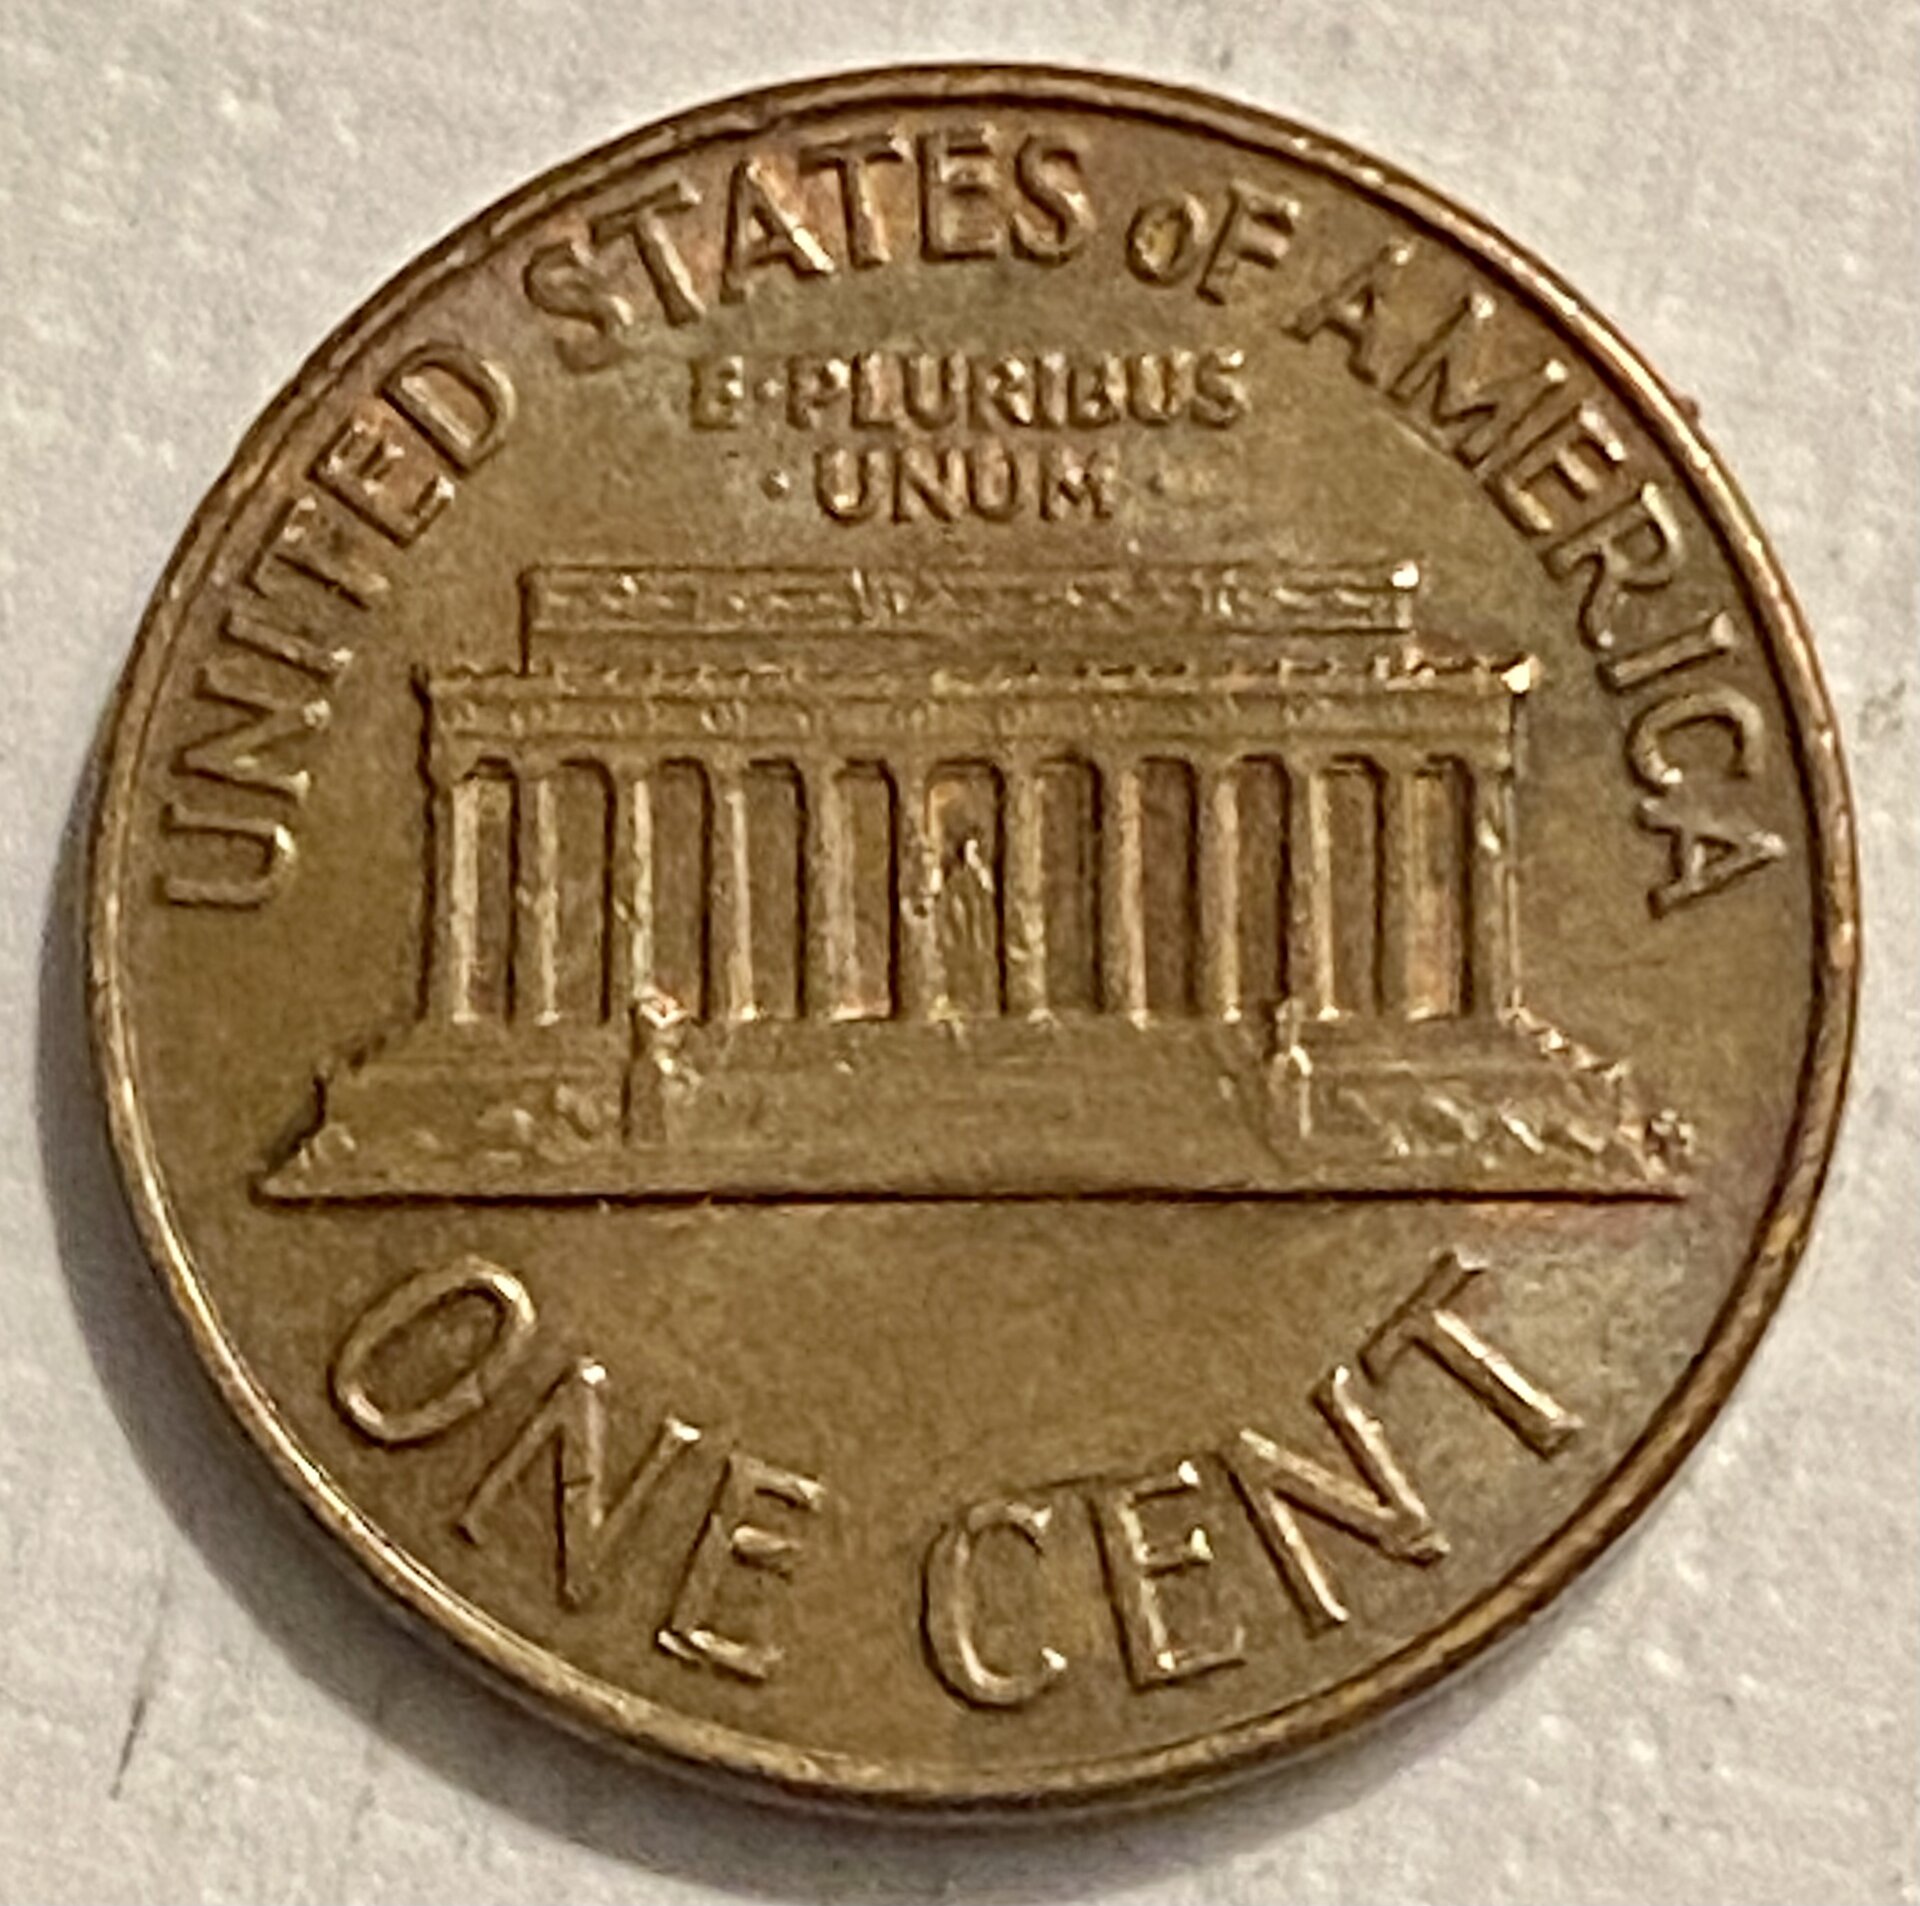 UNITED STATES OF AMERICA
E·PLURIBUS
·UNUM·
ONE CENT